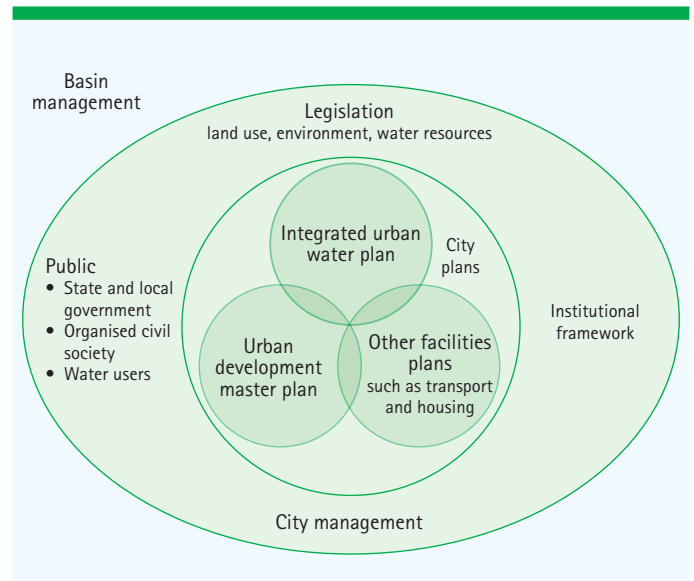 Basin
management
Legislation
land use, environment, water resources
Integrated urban
water plan
City
plans
Public
• State and local
government
• Organised civil
society
• Water users
Institutional
framework
Urban
development
master plan
Other facilities
plans
such as transport
and housing
City management